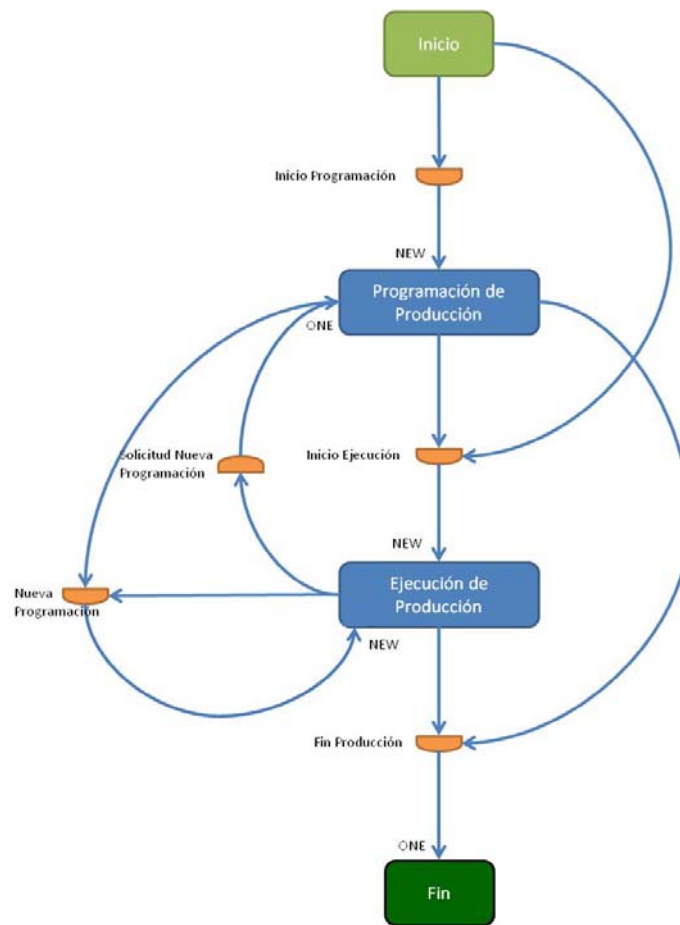 Inicio
Inicio Programación
NEW
Programación de
Producción
ONE
Solicitud Nueva
Programación
Inicio Ejecución
NEW
Ejecución de
Producción
Nueva
Programación
NEW
Fin Producción
ONE
Fin